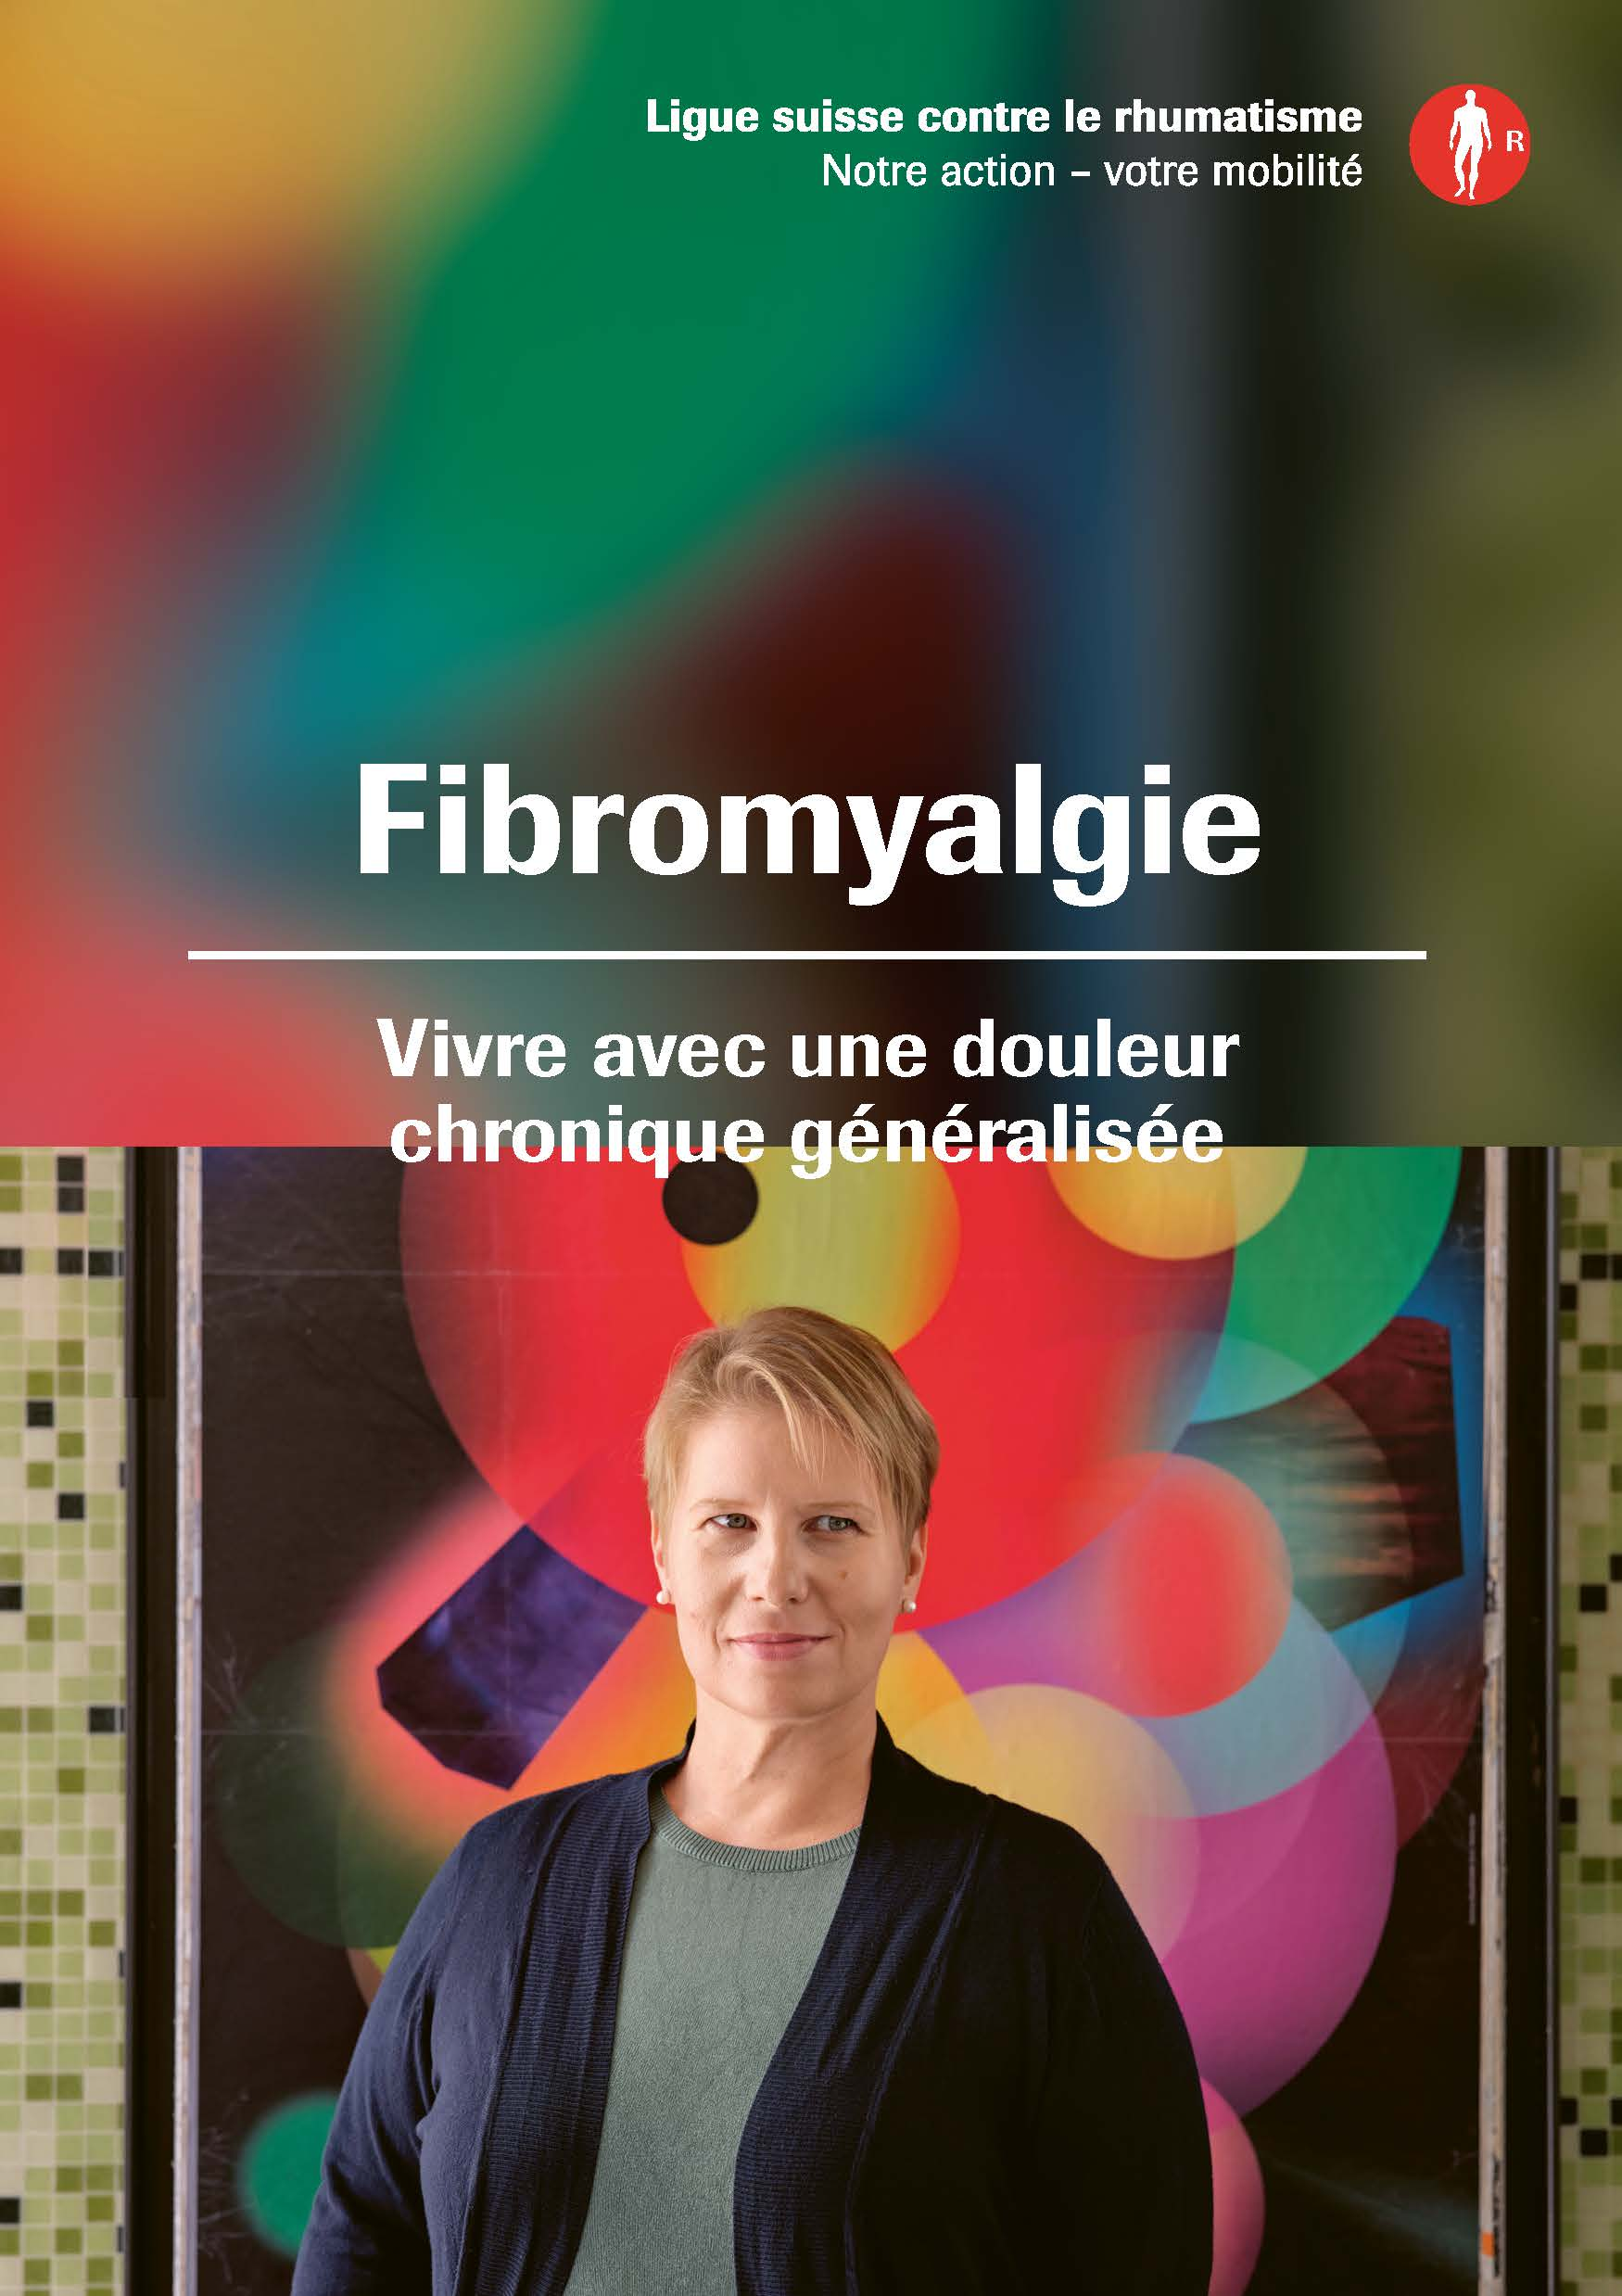 Ligue suisse contre le rhumatisme
Notre action – votre mobilité
R
Fibromyalgie
Vivre avec une douleur
chronique généralisée